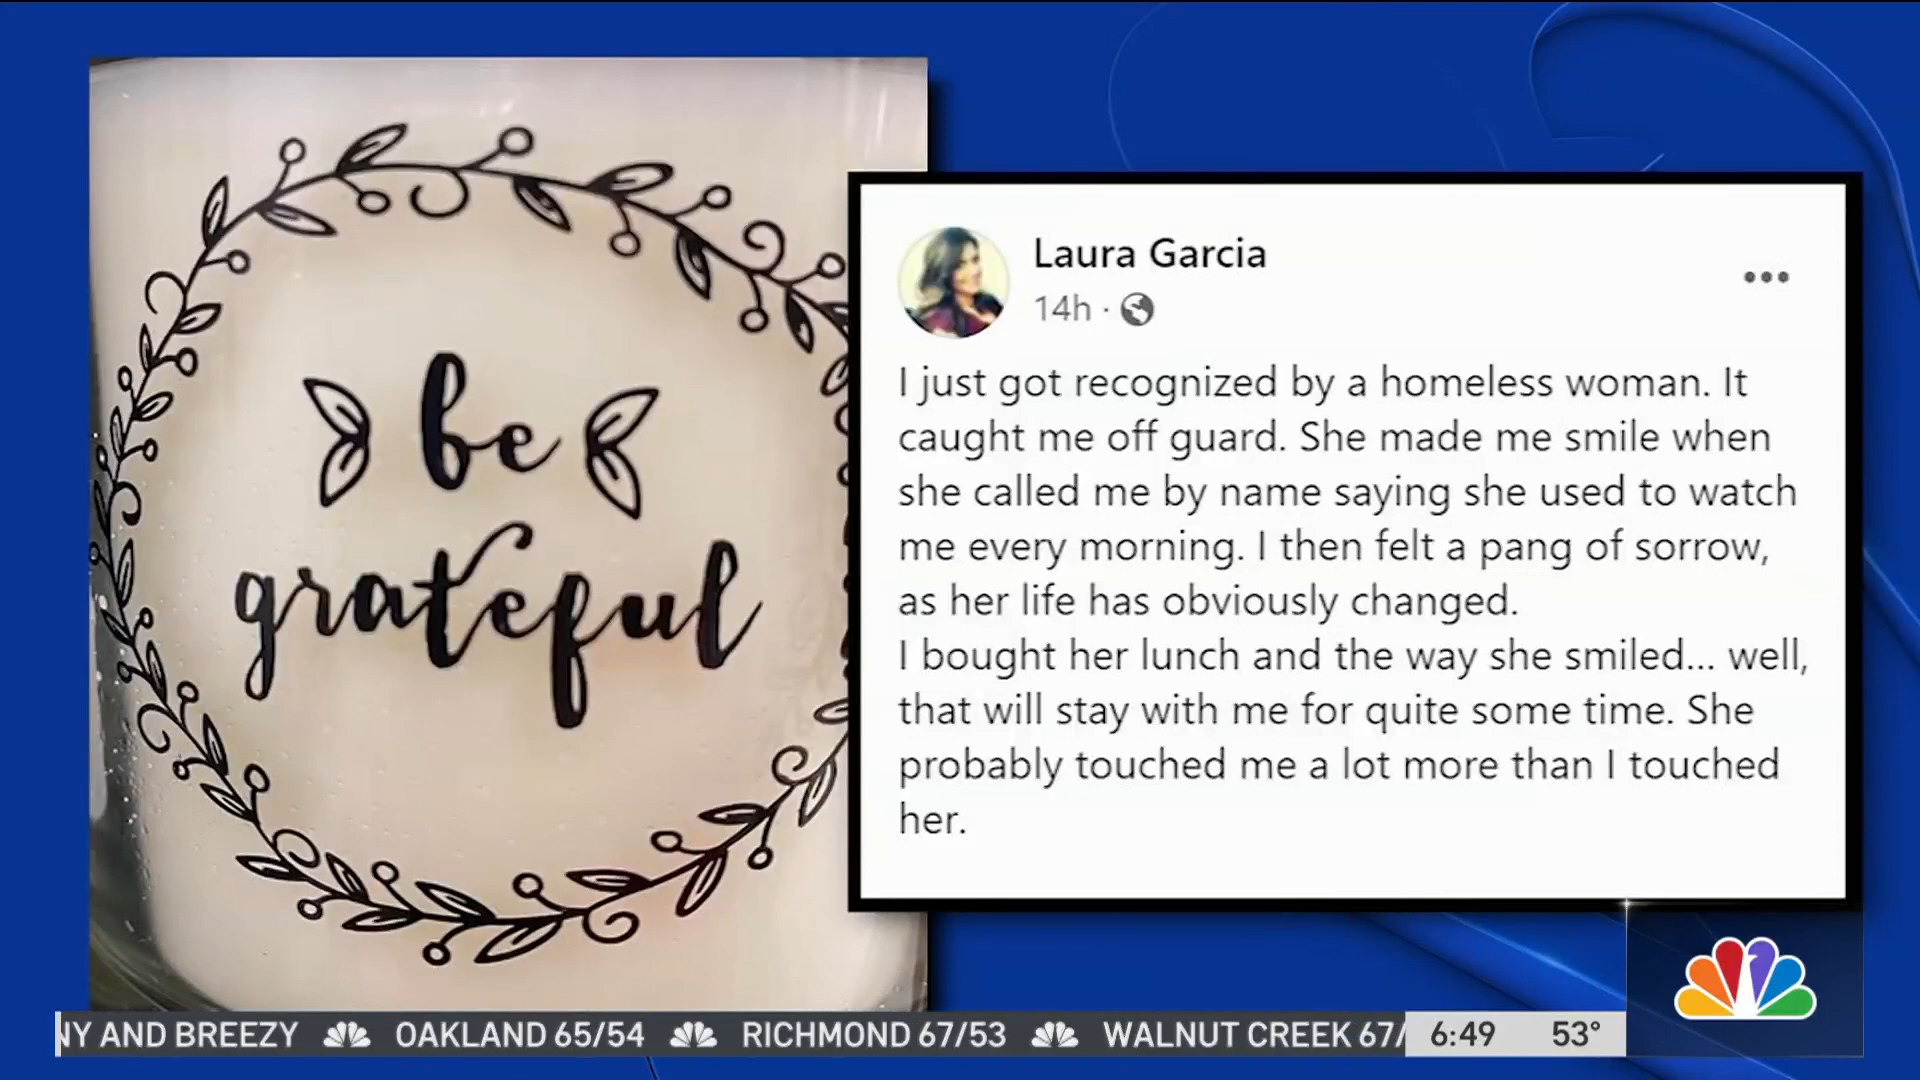 be
grateful
Laura Garcia
14h ·
I just got recognized by a homeless woman. It
caught me off guard. She made me smile when
she called me by name saying she used to watch
me every morning. I then felt a pang of sorrow,
as her life has obviously changed.
I bought her lunch and the way she smiled... well,
that will stay with me for quite some time. She
probably touched me a lot more than I touched
her.
NY AND BREEZY OAKLAND 65/54 RICHMOND 67/53 WALNUT CREEK 67/ 6:49 53°